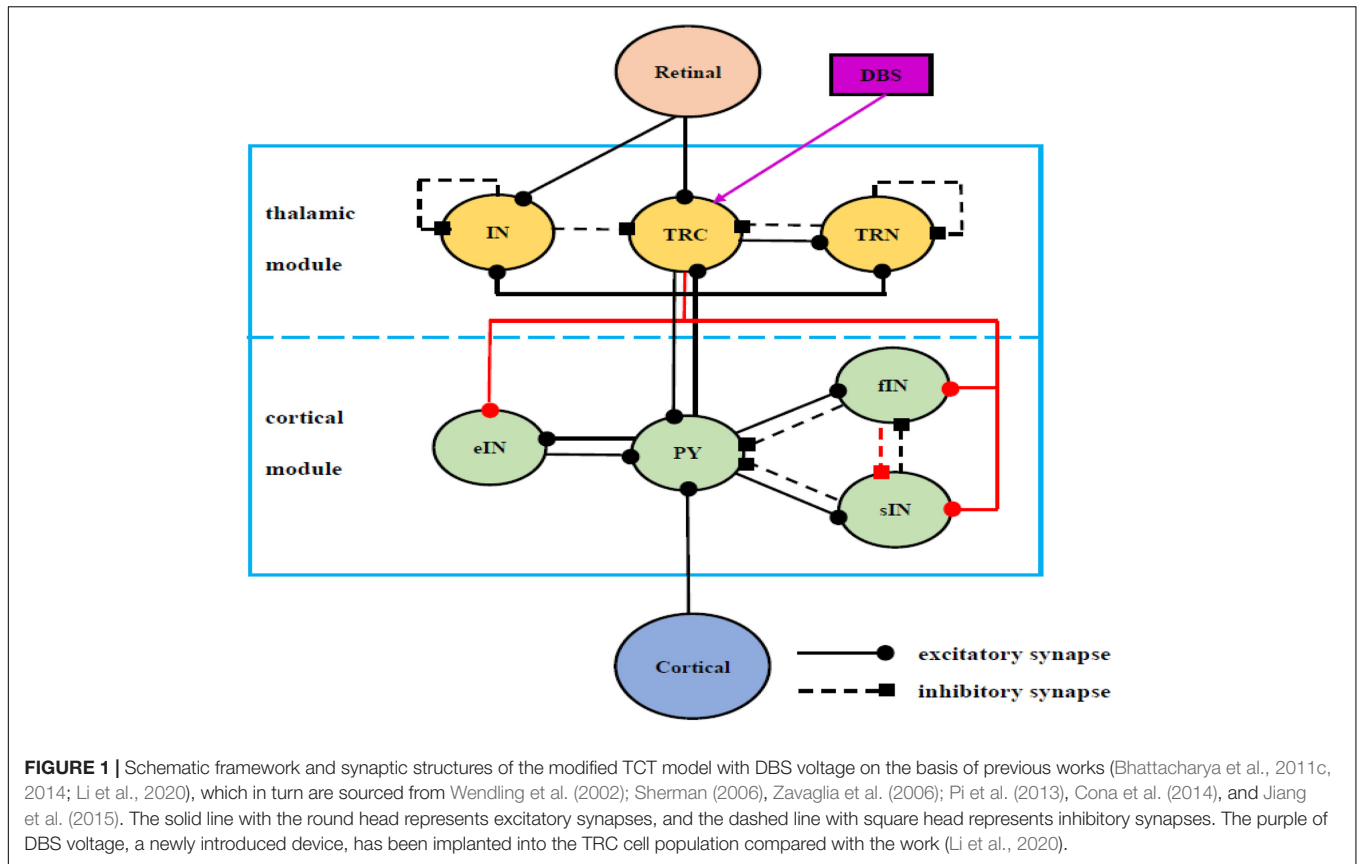 Retinal
DBS
thalamic
module
IN
TRC
TRN
cortical
module
eIN
PY
fIN
sIN
Cortical
excitatory synapse
inhibitory synapse
FIGURE 1 | Schematic framework and synaptic structures of the modified TCT model with DBS voltage on the basis of previous works (Bhattacharya et al., 2011c,
2014; Li et al., 2020), which in turn are sourced from Wendling et al. (2002); Sherman (2006), Zavaglia et al. (2006); Pi et al. (2013), Cona et al. (2014), and Jiang
et al. (2015). The solid line with the round head represents excitatory synapses, and the dashed line with square head represents inhibitory synapses. The purple of
DBS voltage, a newly introduced device, has been implanted into the TRC cell population compared with the work (Li et al., 2020).